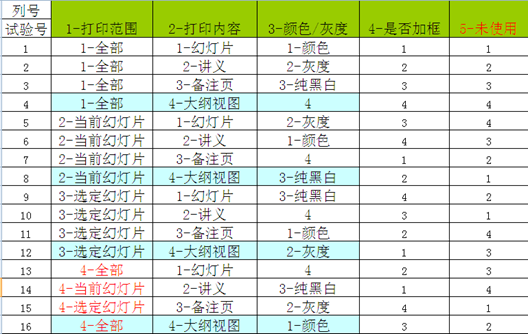 列号 1-打印范围 2-打印内容 3-颜色/灰度 4-是否加框 5-未使用
试验号
1 1-全部 1-幻灯片 1-颜色 1 1
2 1-全部 2-讲义 2-灰度 2 2
3 1-全部 3-备注页 3-纯黑白 3 3
4 1-全部 4-大纲视图 4 4 4
5 2-当前幻灯片 1-幻灯片 2-灰度 3 4
6 2-当前幻灯片 2-讲义 1-颜色 4 3
7 2-当前幻灯片 3-备注页 4 1 2
8 2-当前幻灯片 4-大纲视图 3-纯黑白 2 1
9 3-选定幻灯片 1-幻灯片 3-纯黑白 4 2
10 3-选定幻灯片 2-讲义 4 3 1
11 3-选定幻灯片 3-备注页 1-颜色 2 4
12 3-选定幻灯片 4-大纲视图 2-灰度 1 3
13 4-全部 1-幻灯片 4 2 3
14 4-当前幻灯片 2-讲义 3-纯黑白 1 4
15 4-选定幻灯片 3-备注页 2-灰度 4 1
16 4-全部 4-大纲视图 1-颜色 3 2